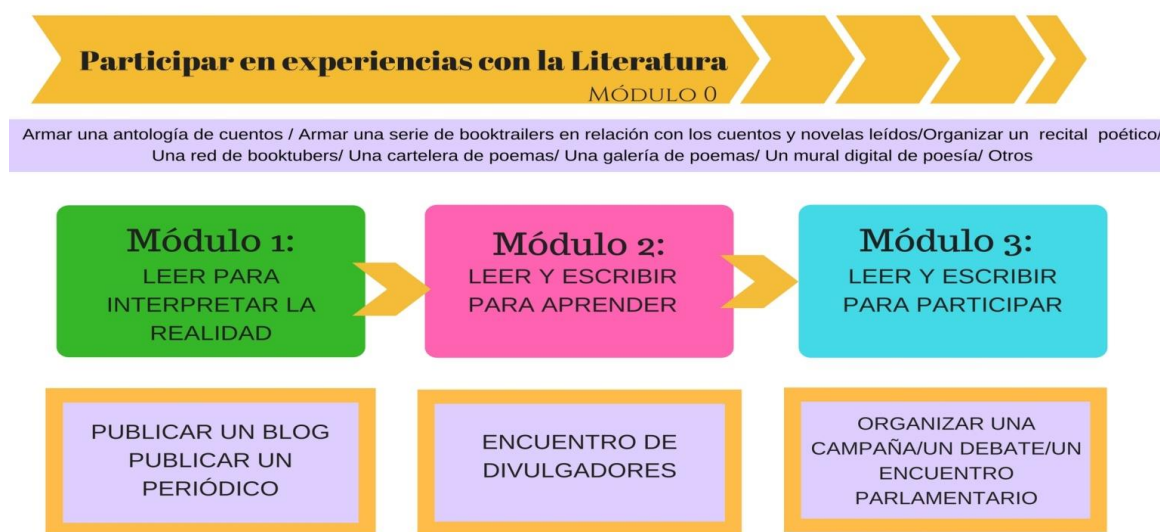 Participar en experiencias con la Literatura
MÓDULO 0
Armar una antología de cuentos / Armar una serie de booktrailers en relación con los cuentos y novelas leídos/Organizar un recital poético/
Una red de booktubers/ Una cartelera de poemas/ Una galería de poemas/ Un mural digital de poesía/ Otros
Módulo 1:
LEER PARA
INTERPRETAR LA
REALIDAD
Módulo 2:
LEER Y ESCRIBIR
PARA APRENDER
Módulo 3:
LEER Y ESCRIBIR
PARA PARTICIPAR
PUBLICAR UN BLOG
PUBLICAR UN
PERIÓDICO
ENCUENTRO DE
DIVULGADORES
ORGANIZAR UNA
CAMPAÑA/UN DEBATE/UN
ENCUENTRO
PARLAMENTARIO